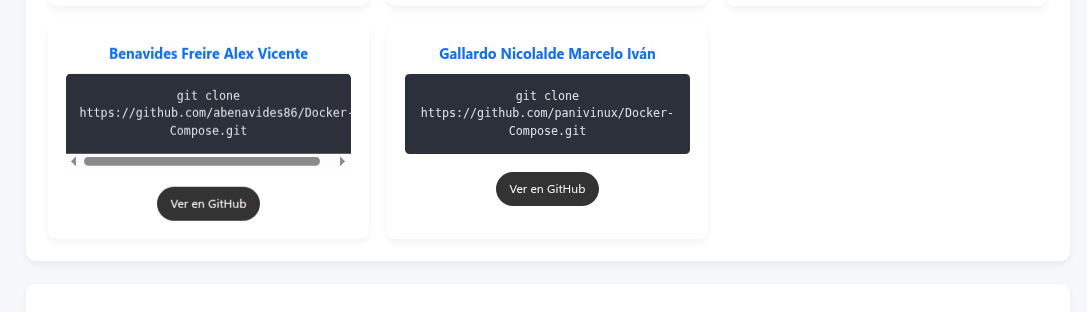 Benavides Freire Alex Vicente
git clone
https://github.com/abenavides86/Docker-
Compose.git
Ver en GitHub
Gallardo Nicolalde Marcelo Iván
git clone
https://github.com/panivinux/Docker-
Compose.git
Ver en GitHub